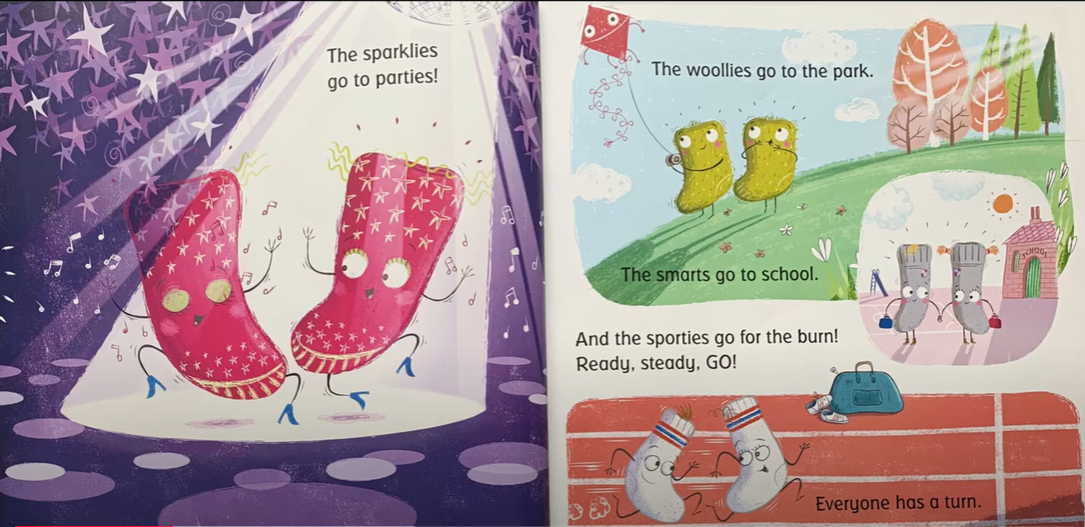 The sparklies
go to parties!
The woollies go to the park.
The smarts go to school.
SCHOOL
And the sporties go for the burn!
Ready, steady, GO!
Everyone has a turn.